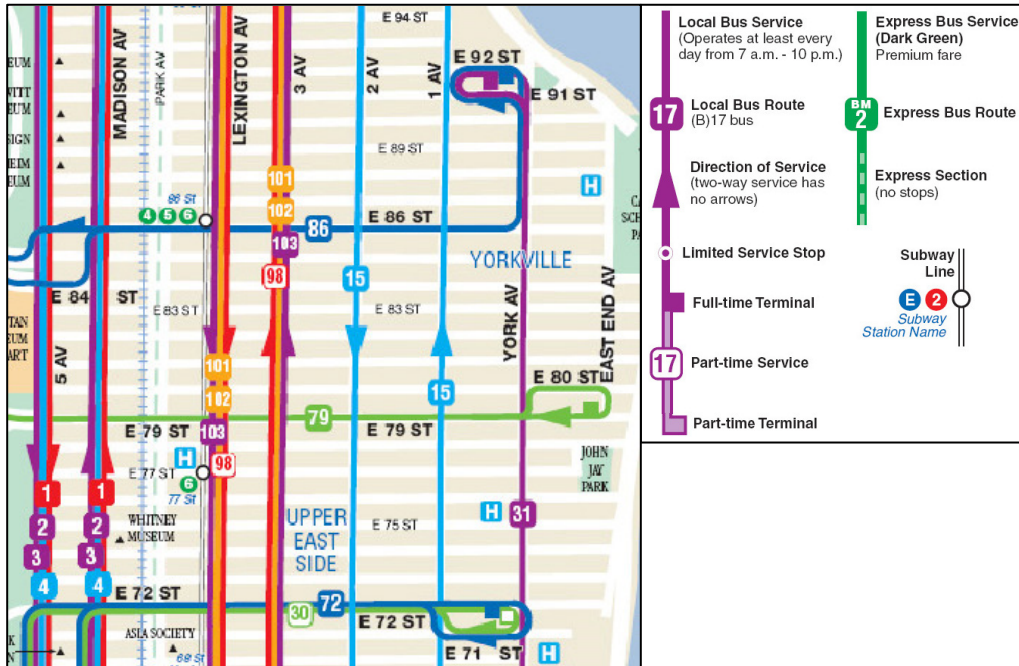 E 94 ST
MADISON AV
PARK AV
LEXINGTON AV
3 AV
2 AV
1 AV
E 92 ST
E 91 ST
E 89 ST
EUM
EUM
SIGN
HEIM
EUM
H
101
102
103
98
86 St
4 5 6
E 86 ST
86
YORKVILLE
15
E 84 ST
E 83 ST
E 83 ST
TAIN
EUM
ART
5 AV
YORK AV
EAST END AV
101
102
103
98
15
E 80 ST
79
E 79 ST
E 79 ST
H
E 77 ST
6
77 St
JOHN
JAY
PARK
1
2
3
4
1
2
3
4
WHITNEY
MUSEUM
UPPER
EAST
SIDE
E 75 ST
H
31
E 72 ST
30
72
E 72 ST
ASIA SOCIETY
68 St
E 71 ST
H
Local Bus Service
(Operates at least every
day from 7 a.m. - 10 p.m.)
17
Local Bus Route
(B)17 bus
Direction of Service
(two-way service has
no arrows)
Limited Service Stop
Full-time Terminal
17
Part-time Service
Part-time Terminal
Express Bus Service
(Dark Green)
Premium fare
BM
2
Express Bus Route
Express Section
(no stops)
Subway
Line
E 2
Subway
Station Name